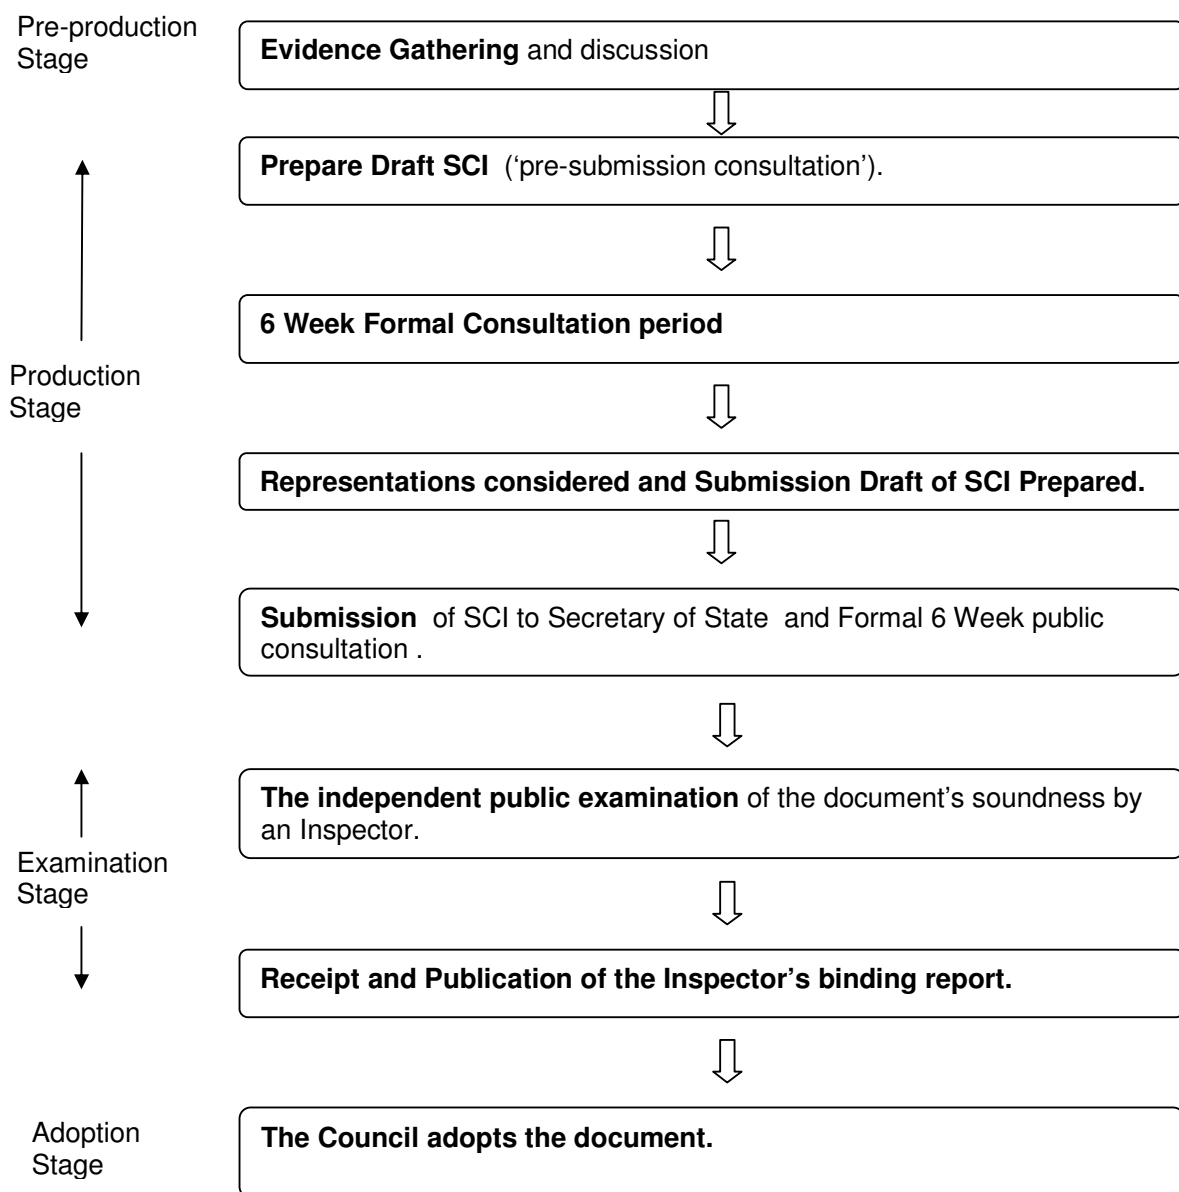 Pre-production
Stage
Evidence Gathering and discussion
Prepare Draft SCI (‘pre-submission consultation’).
6 Week Formal Consultation period
Production
Stage
Representations considered and Submission Draft of SCI Prepared.
Submission of SCI to Secretary of State and Formal 6 Week public
consultation .
The independent public examination of the document’s soundness by
an Inspector.
Examination
Stage
Receipt and Publication of the Inspector’s binding report.
Adoption
Stage
The Council adopts the document.